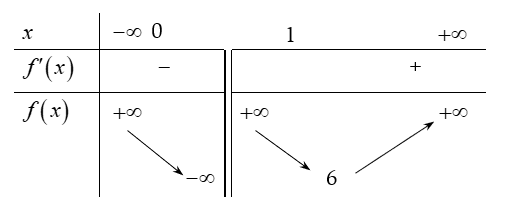 x −∞ 0 1 +∞
f'(x) − +
f(x) +∞ −∞ +∞ 6 +∞